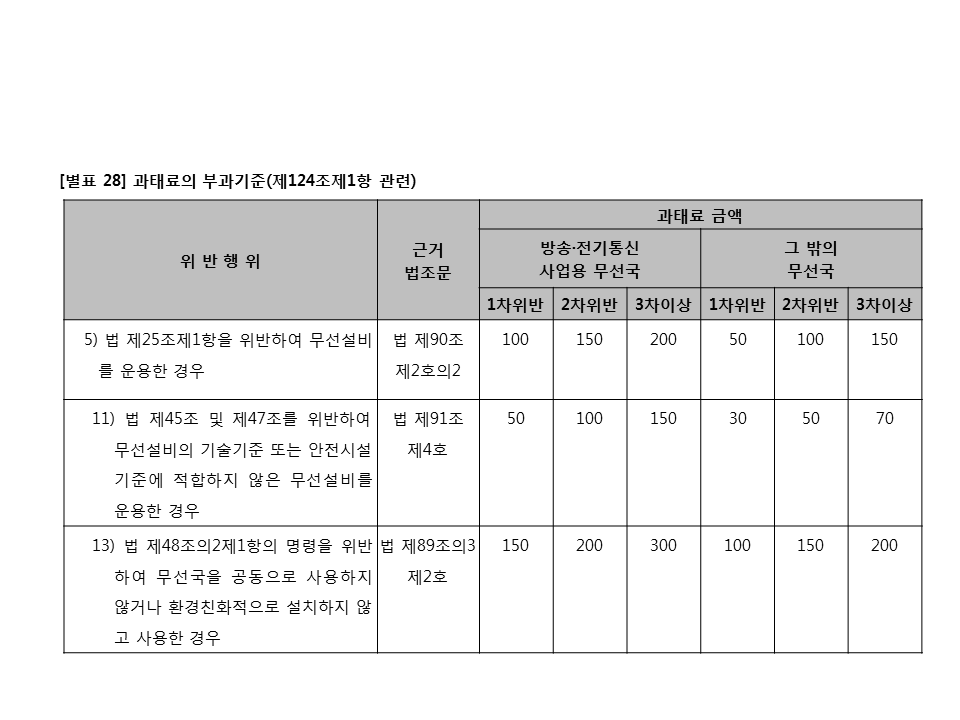 [별표 28] 과태료의 부과기준(제124조제1항 관련)
위 반 행 위
근거
법조문
과태료 금액
방송·전기통신
사업용 무선국
그 밖의
무선국
1차위반 2차위반 3차이상 1차위반 2차위반 3차이상
5) 법 제25조제1항을 위반하여 무선설비
를 운용한 경우
법 제90조
제2호의2
100 150 200 50 100 150
11) 법 제45조 및 제47조를 위반하여
무선설비의 기술기준 또는 안전시설
기준에 적합하지 않은 무선설비를
운용한 경우
법 제91조
제4호
50 100 150 30 50 70
13) 법 제48조의2제1항의 명령을 위반
하여 무선국을 공동으로 사용하지
않거나 환경친화적으로 설치하지 않
고 사용한 경우
법 제89조의3
제2호
150 200 300 100 150 200